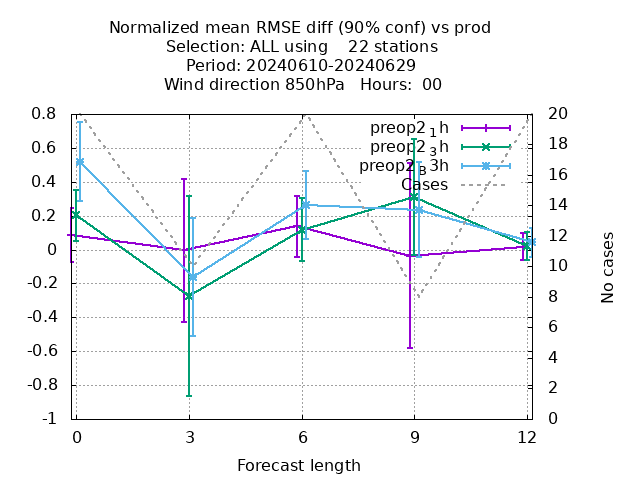 Normalized mean RMSE diff (90% conf) vs prod
Selection: ALL using    22 stations
Period: 20240610-20240629
Wind direction 850hPa   Hours:  00
preop2₁h
preop2₃h
preop2_B3h
Cases
0.8
0.6
0.4
0.2
0
-0.2
-0.4
-0.6
-0.8
-1
20
18
16
14
12
10
8
6
4
2
0
No cases
0 3 6 9 12
Forecast length